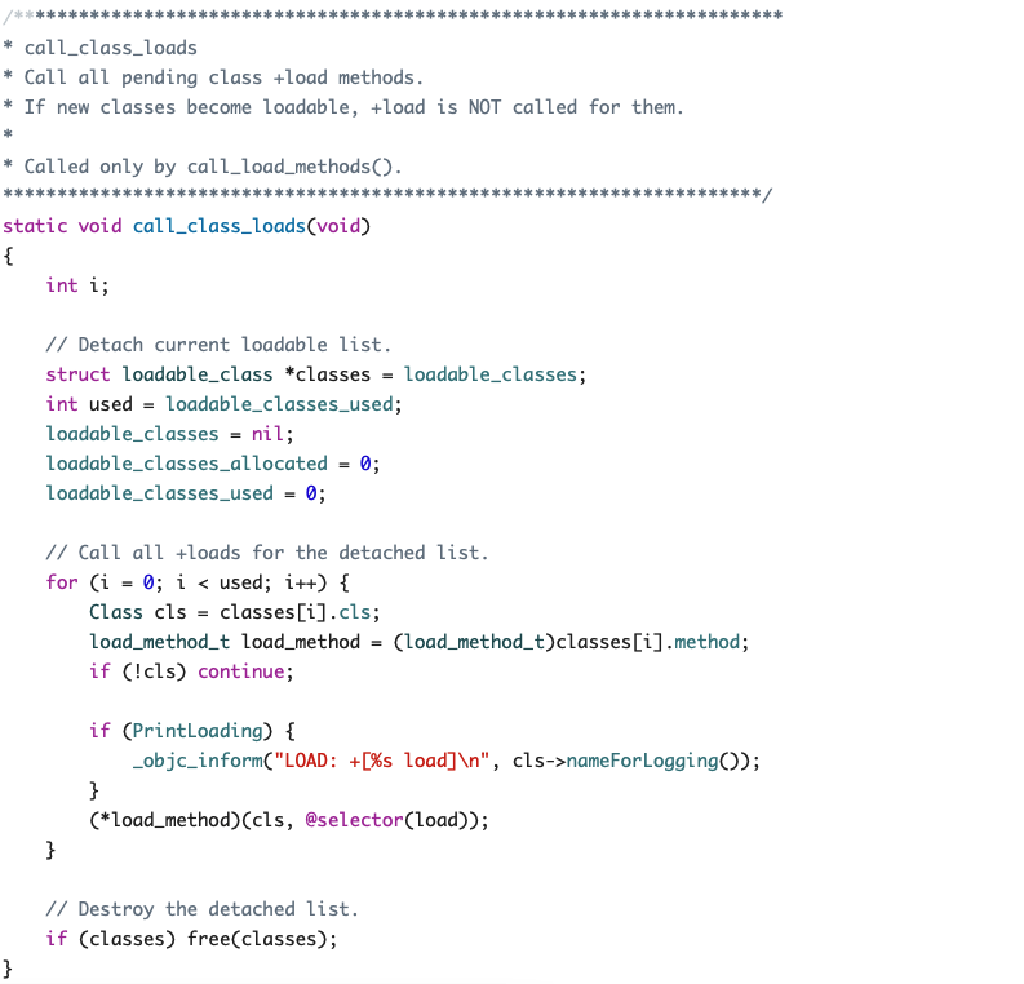 /***********************************************************************
* call_class_loads
* Call all pending class +load methods.
* If new classes become loadable, +load is NOT called for them.
*
* Called only by call_load_methods().
**********************************************************************/
static void call_class_loads(void)
{
    int i;

    // Detach current loadable list.
    struct loadable_class *classes = loadable_classes;
    int used = loadable_classes_used;
    loadable_classes = nil;
    loadable_classes_allocated = 0;
    loadable_classes_used = 0;

    // Call all +loads for the detached list.
    for (i = 0; i < used; i++) {
        Class cls = classes[i].cls;
        load_method_t load_method = (load_method_t)classes[i].method;
        if (!cls) continue;

        if (PrintLoading) {
            _objc_inform("LOAD: +[%s load]\n", cls->nameForLogging());
        }
        (*load_method)(cls, @selector(load));
    }

    // Destroy the detached list.
    if (classes) free(classes);
}